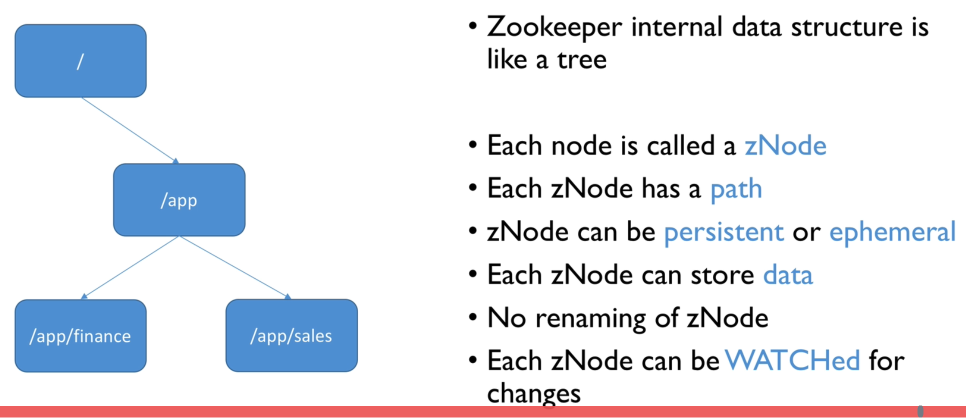 /
/app
/app/finance
/app/sales
• Zookeeper internal data structure is
like a tree
• Each node is called a zNode
• Each zNode has a path
• zNode can be persistent or ephemeral
• Each zNode can store data
• No renaming of zNode
• Each zNode can be WATCHed for
changes